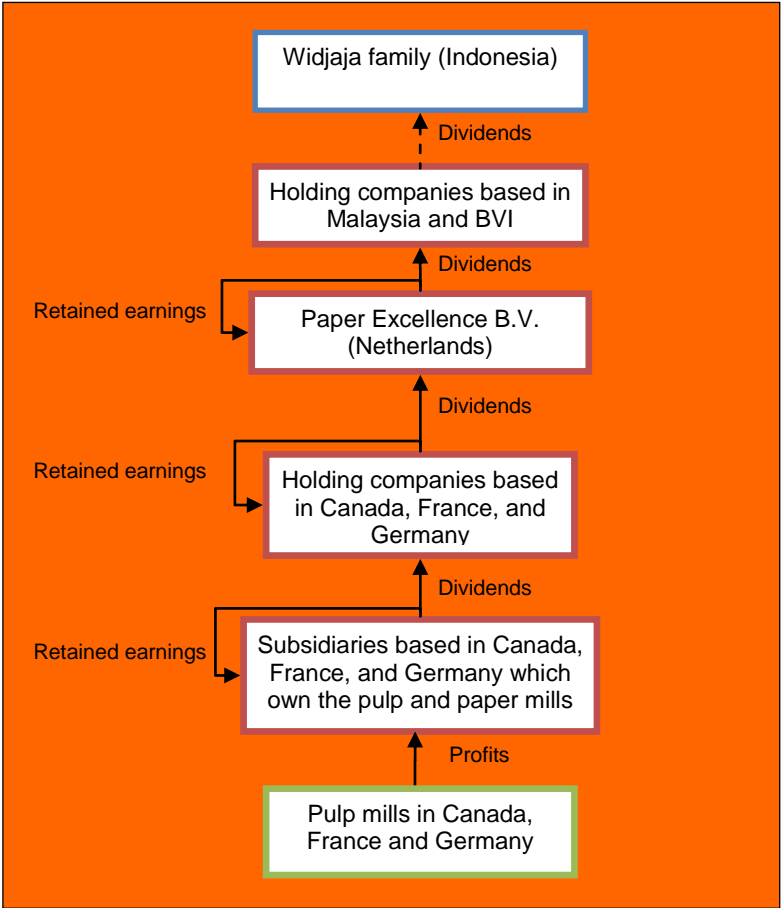 Widjaja family (Indonesia)
Dividends
Holding companies based in
Malaysia and BVI
Dividends
Retained earnings
Paper Excellence B.V.
(Netherlands)
Dividends
Retained earnings
Holding companies based
in Canada, France, and
Germany
Dividends
Retained earnings
Subsidiaries based in Canada,
France, and Germany which
own the pulp and paper mills
Profits
Pulp mills in Canada,
France and Germany